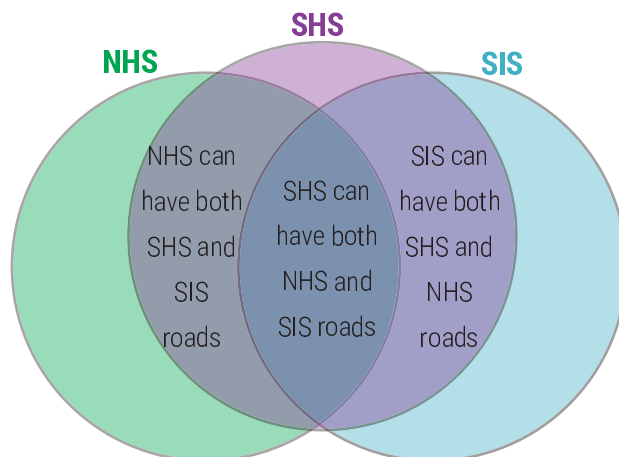 SHS
NHS
SIS
NHS can
have both
SHS and
SIS
roads
SHS can
have both
NHS and
SIS roads
SIS can
have both
SHS and
NHS
roads